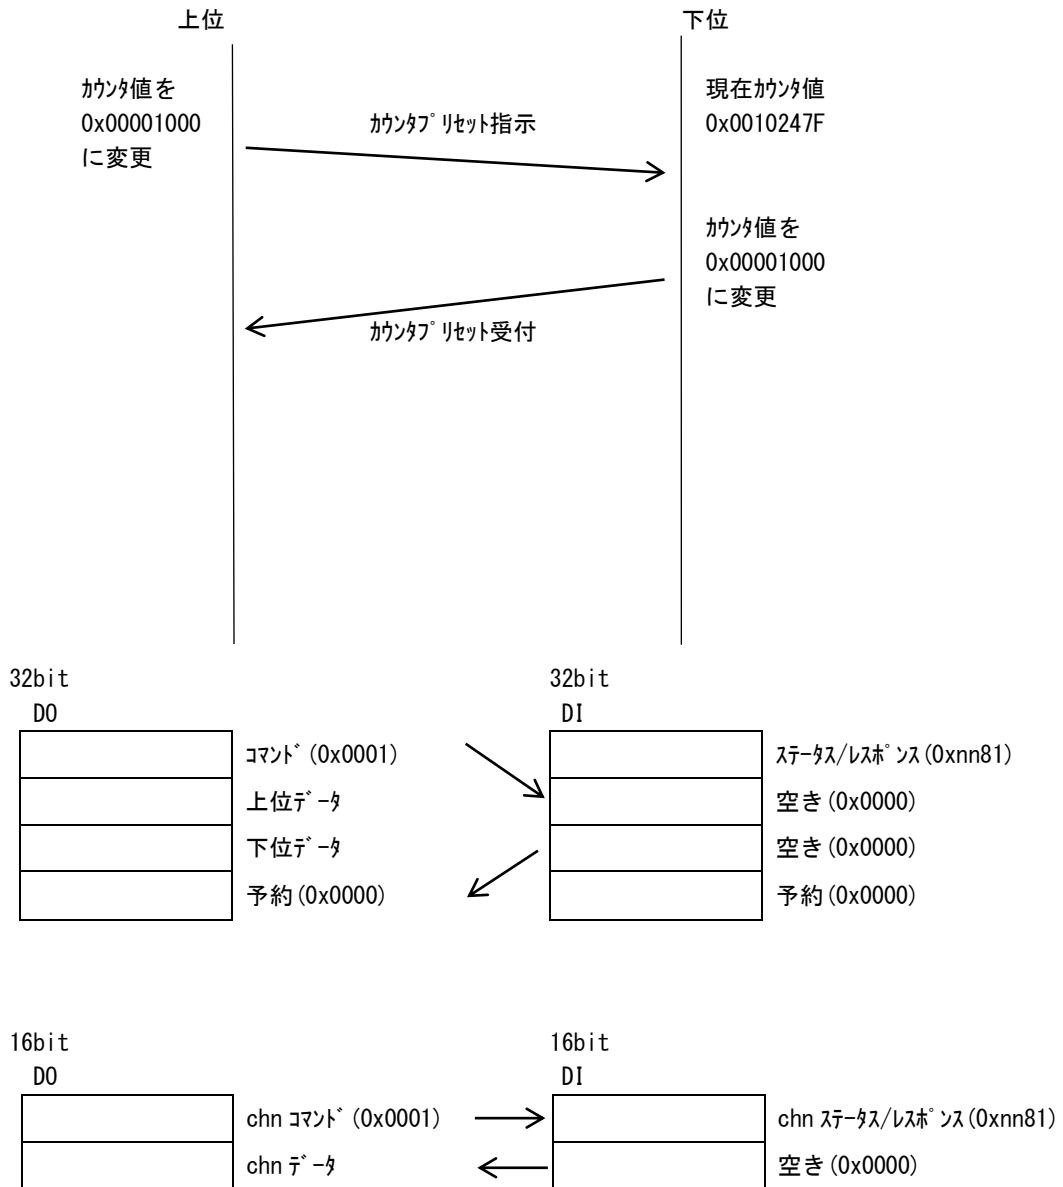 上位 下位
ｶｳﾝﾀ値を 現在ｶｳﾝﾀ値
0x00001000 ｶｳﾝﾀﾌﾟﾘｾｯﾄ指示 0x0010247F
に変更
ｶｳﾝﾀ値を
0x00001000
に変更
ｶｳﾝﾀﾌﾟﾘｾｯﾄ受付
32bit 32bit
DO DI
ｺﾏﾝﾄﾞ(0x0001) ｽﾃｰﾀｽ/ﾚｽﾎﾟﾝｽ(0xnn81)
上位ﾃﾞｰﾀ 空き(0x0000)
下位ﾃﾞｰﾀ 空き(0x0000)
予約(0x0000) 予約(0x0000)
16bit 16bit
DO DI
chn ｺﾏﾝﾄﾞ(0x0001) chn ｽﾃｰﾀｽ/ﾚｽﾎﾟﾝｽ(0xnn81)
chn ﾃﾞｰﾀ 空き(0x0000)